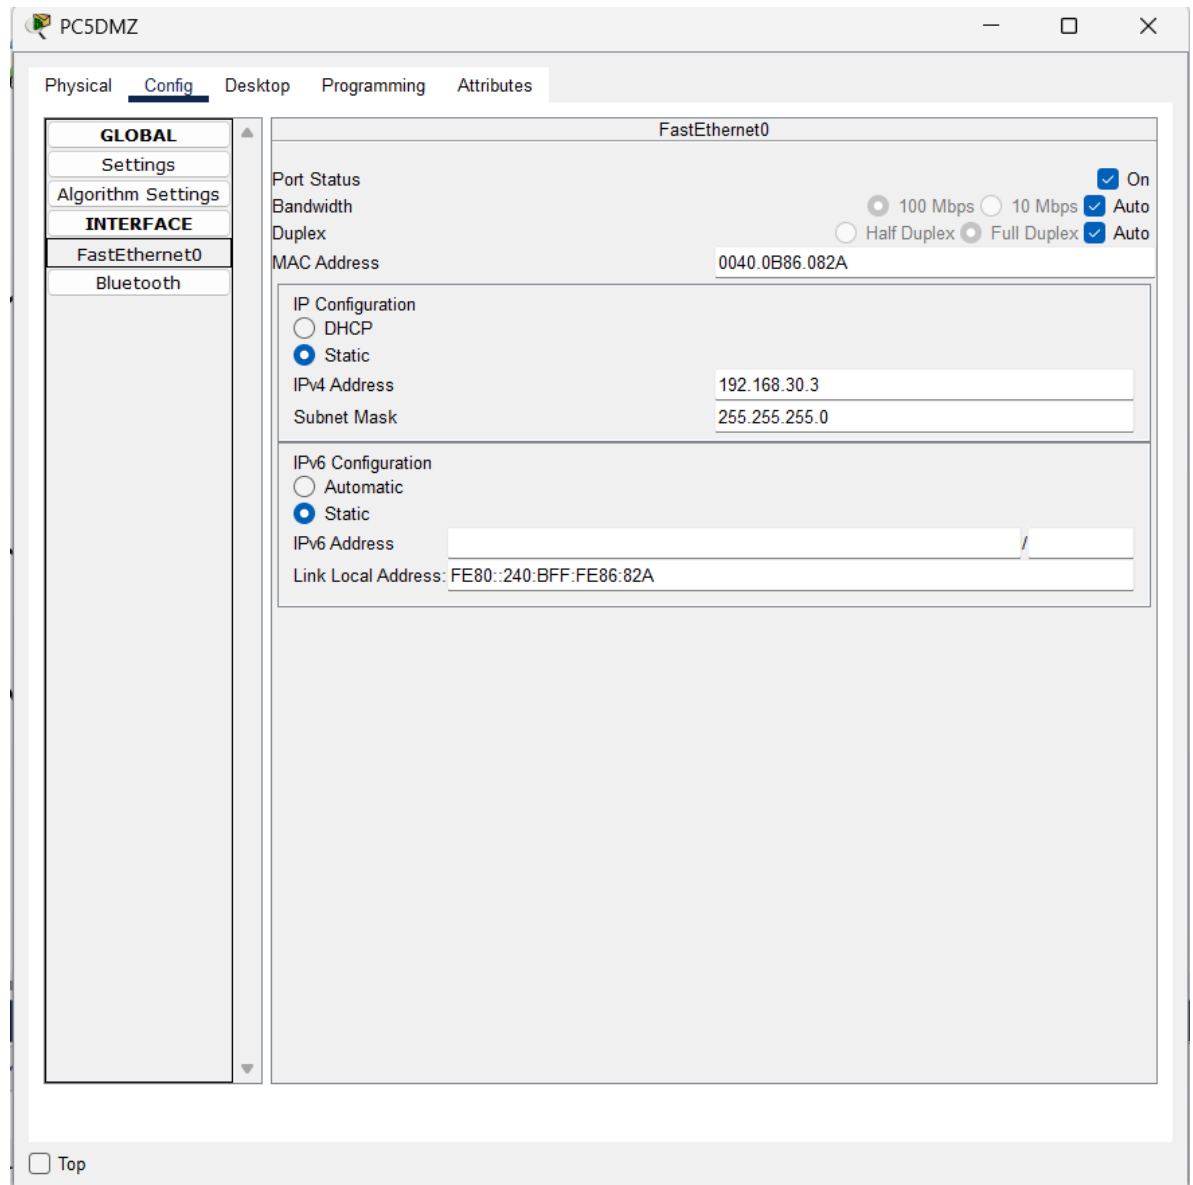 PC5DMZ
Physical Config Desktop Programming Attributes
GLOBAL
Settings
Algorithm Settings
INTERFACE
FastEthernet0
Bluetooth
FastEthernet0
Port Status On
Bandwidth 100 Mbps 10 Mbps Auto
Duplex Half Duplex Full Duplex Auto
MAC Address 0040.0B86.082A
IP Configuration
DHCP
Static
IPv4 Address 192.168.30.3
Subnet Mask 255.255.255.0
IPv6 Configuration
Automatic
Static
IPv6 Address /
Link Local Address: FE80::240:BFF:FE86:82A
Top